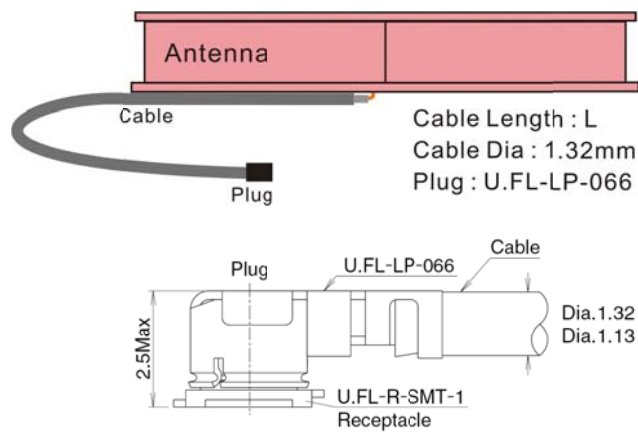 Antenna
Cable
Plug
Cable Length : L
Cable Dia : 1.32mm
Plug : U.FL-LP-066
Plug
U.FL-LP-066
Cable
2.5Max
Dia.1.32
Dia.1.13
U.FL-R-SMT-1
Receptacle